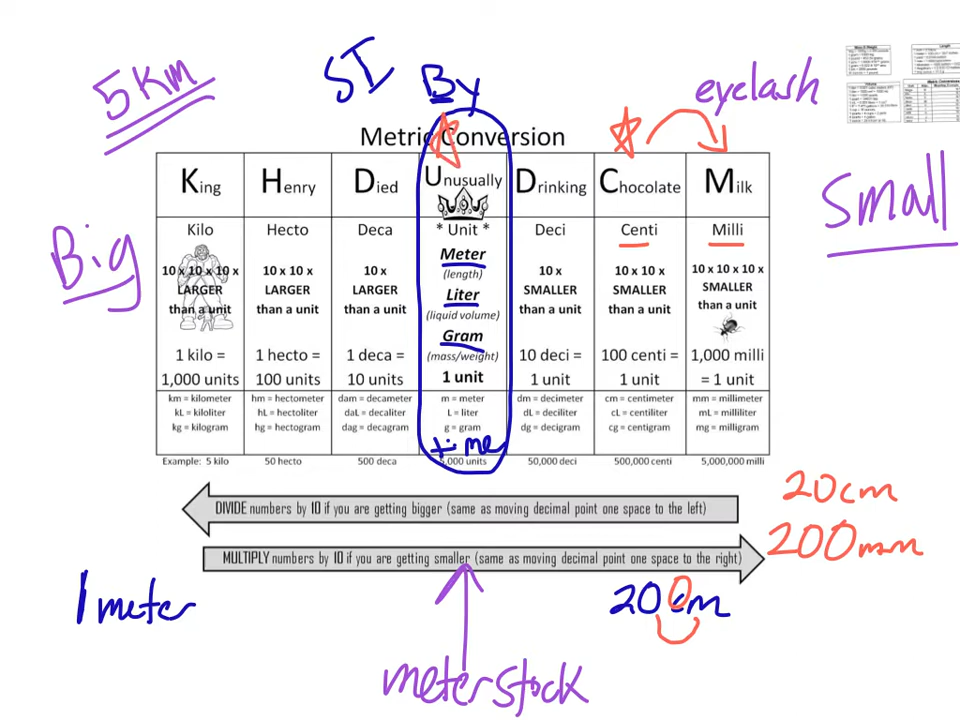 5 Km
SI
By
eyelash
Metric Conversion
King
Henry
Died
Unusually
Drinking
Chocolate
Milk
Big
small
Kilo
Hecto
Deca
* Unit *
Deci
Centi
Milli
10 x 10 x 10 x
LARGER
than a unit
10 x 10 x
LARGER
than a unit
10 x
LARGER
than a unit
Meter
(length)
Liter
(liquid volume)
Gram
(mass/weight)
10 x
SMALLER
than a unit
10 x 10 x
SMALLER
than a unit
10 x 10 x 10 x
SMALLER
than a unit
1 kilo =
1,000 units
1 hecto =
100 units
1 deca =
10 units
1 unit
10 deci =
1 unit
100 centi =
1 unit
1,000 milli
= 1 unit
km = kilometer
kL = kiloliter
kg = kilogram
hm = hectometer
hL = hectoliter
hg = hectogram
dam = decameter
daL = decaliter
dag = decagram
m = meter
L = liter
g = gram
time
dm = decimeter
dL = deciliter
dg = decigram
cm = centimeter
cL = centiliter
cg = centigram
mm = millimeter
mL = milliliter
mg = milligram
Example: 5 kilo
50 hecto
500 deca
5,000 units
50,000 deci
500,000 centi
5,000,000 milli
20cm
200mm
DIVIDE numbers by 10 if you are getting bigger (same as moving decimal point one space to the left)
MULTIPLY numbers by 10 if you are getting smaller (same as moving decimal point one space to the right)
1 meter
20cm
meter stock